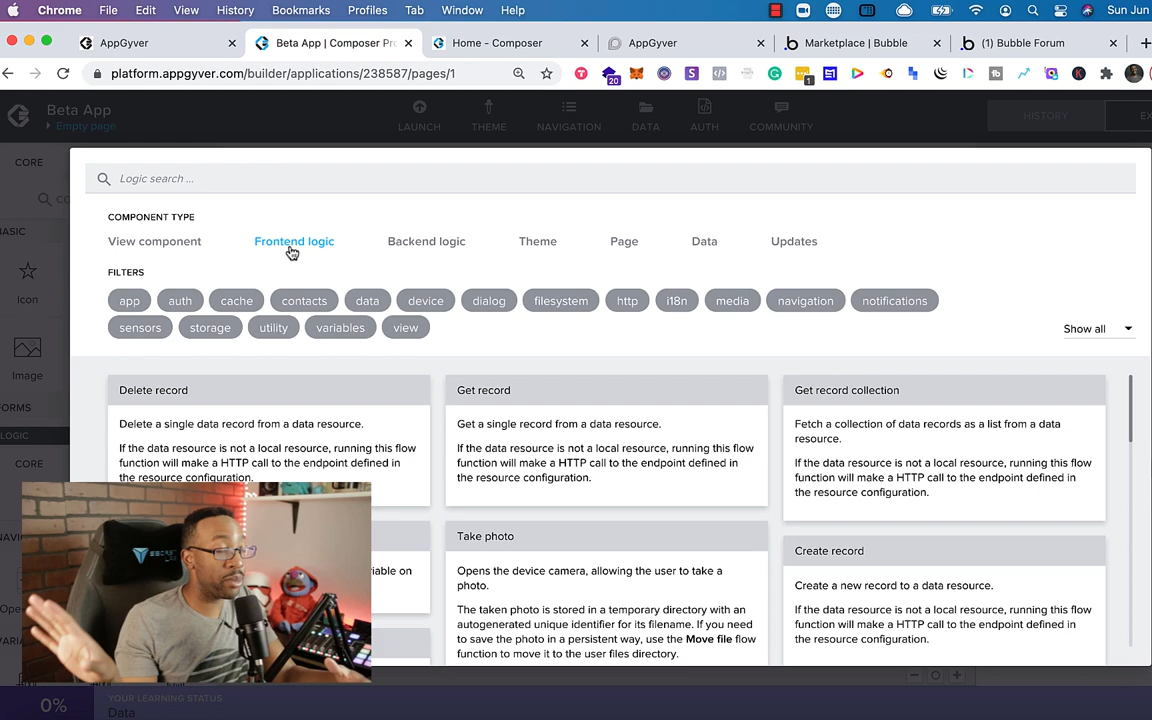 Chrome File Edit View History Bookmarks Profiles Tab Window Help Sun Jun
AppGyver Beta App | Composer Pro Home - Composer AppGyver Marketplace | Bubble (1) Bubble Forum
platform.appgyver.com/builder/applications/238587/pages/1
20
1
Beta App
Empty page
LAUNCH THEME NAVIGATION DATA AUTH COMMUNITY
HISTORY
CORE
BASIC
Icon
Image
FORMS
LOGIC
CORE
Logic search ...
COMPONENT TYPE
View component Frontend logic Backend logic Theme Page Data Updates
FILTERS
app auth cache contacts data device dialog filesystem http i18n media navigation notifications
sensors storage utility variables view
Show all
Delete record
Delete a single data record from a data resource.
If the data resource is not a local resource, running this flow
function will make a HTTP call to the endpoint defined in
the resource configuration.
Get record
Get a single record from a data resource.
If the data resource is not a local resource, running this flow
function will make a HTTP call to the endpoint defined in
the resource configuration.
Get record collection
Fetch a collection of data records as a list from a data
resource.
If the data resource is not a local resource, running this flow
function will make a HTTP call to the endpoint defined in
the resource configuration.
Take photo
Opens the device camera, allowing the user to take a
photo.
The taken photo is stored in a temporary directory with an
autogenerated unique identifier for its filename. If you need
to save the photo in a persistent way, use the Move file flow
function to move it to the user files directory.
Create record
Create a new record to a data resource.
If the data resource is not a local resource, running this flow
function will make a HTTP call to the endpoint defined in
the resource configuration.
on
0%
YOUR LEARNING STATUS
Data